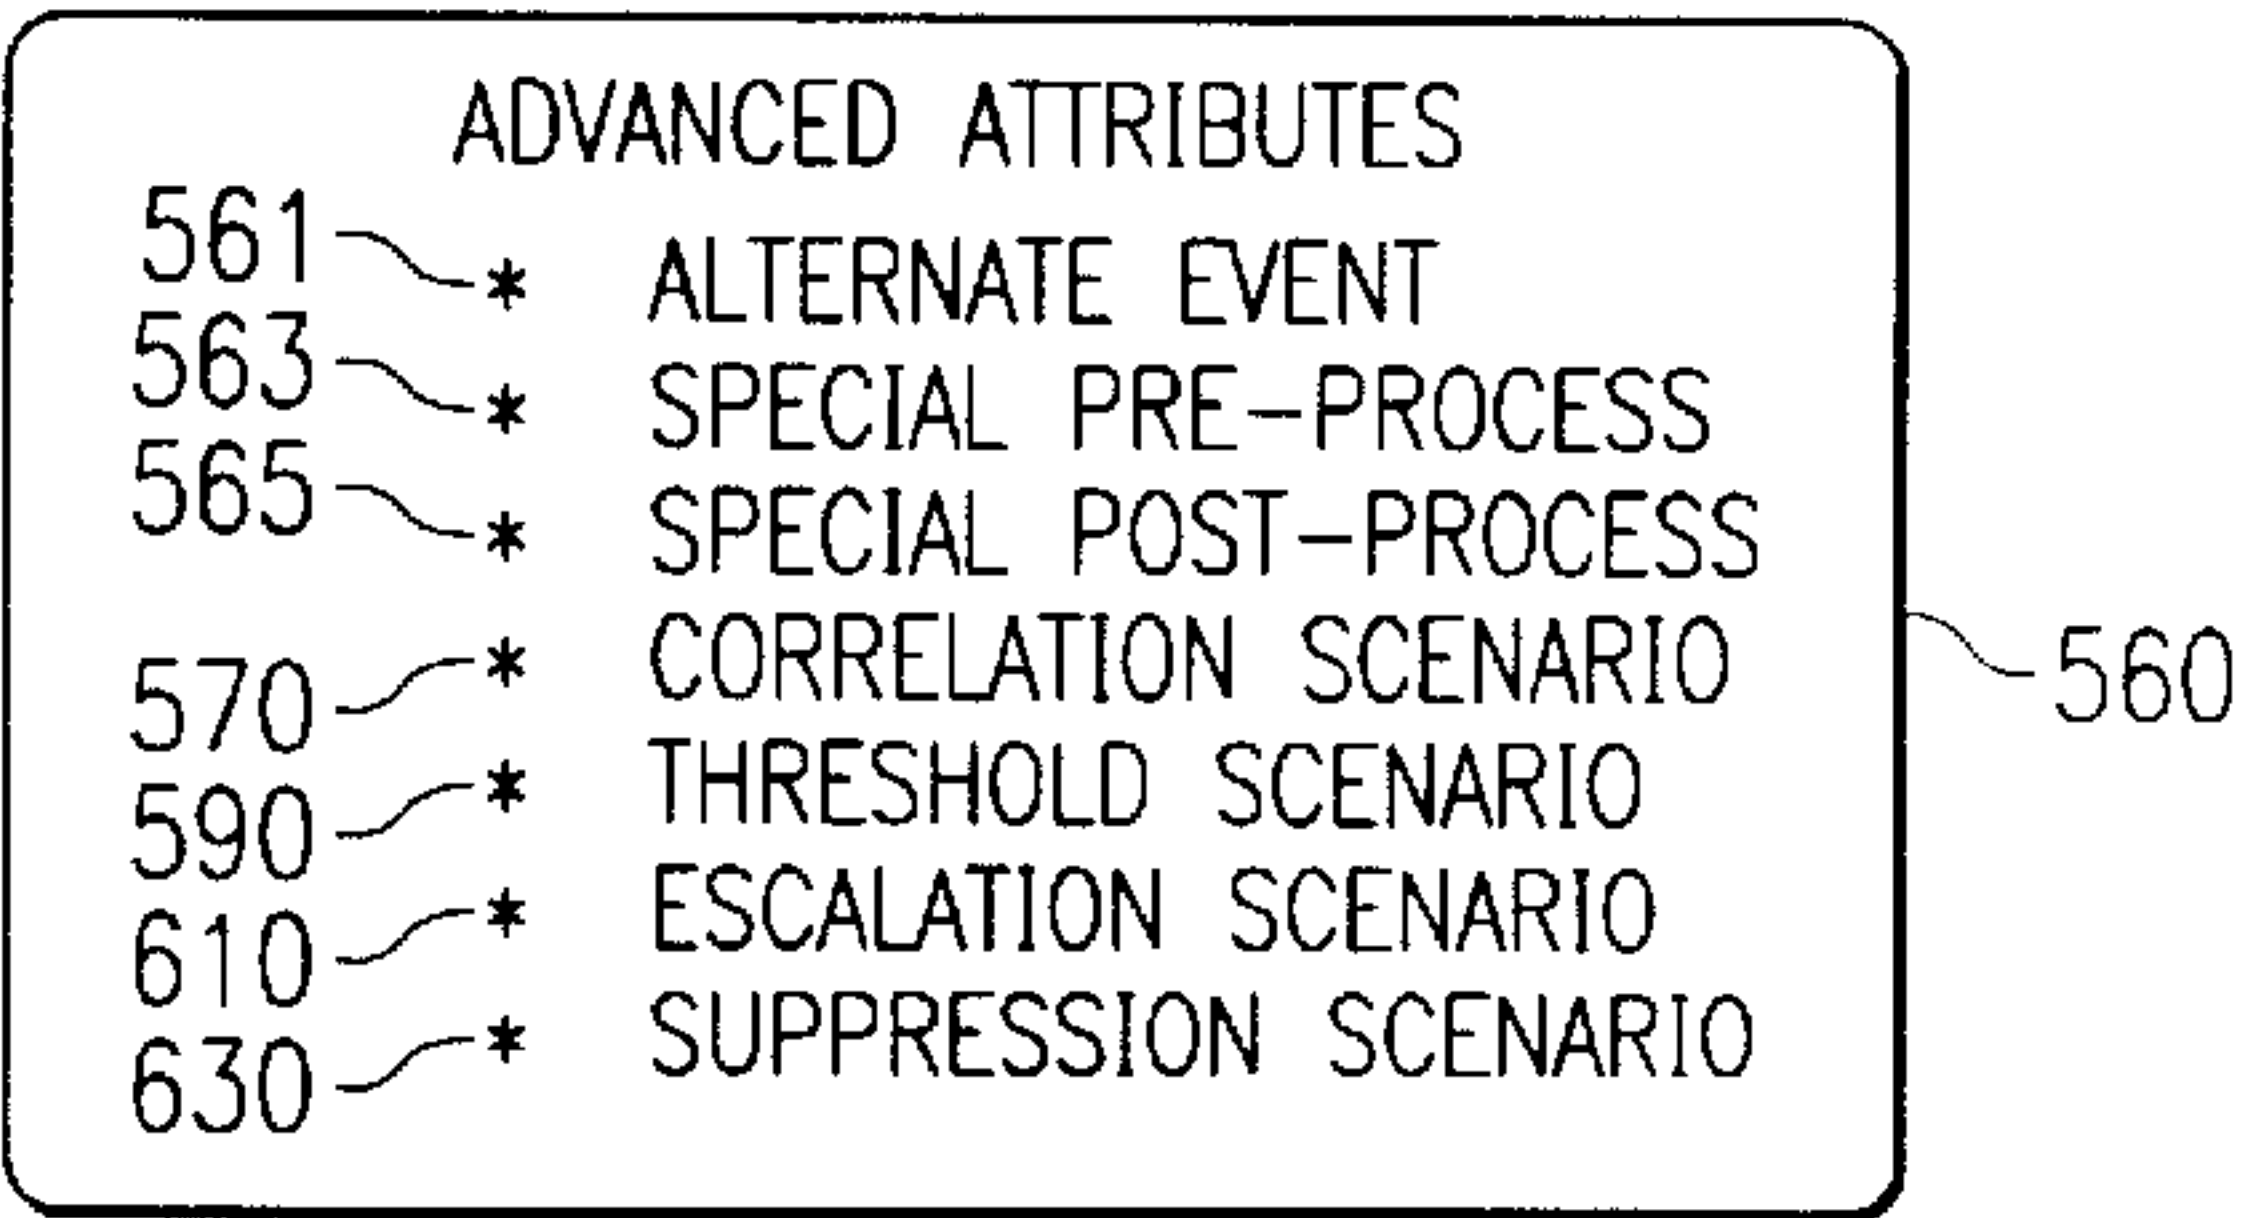 ADVANCED ATTRIBUTES
561 * ALTERNATE EVENT
563 * SPECIAL PRE-PROCESS
565 * SPECIAL POST-PROCESS
570 * CORRELATION SCENARIO
560
590 * THRESHOLD SCENARIO
610 * ESCALATION SCENARIO
630 * SUPPRESSION SCENARIO